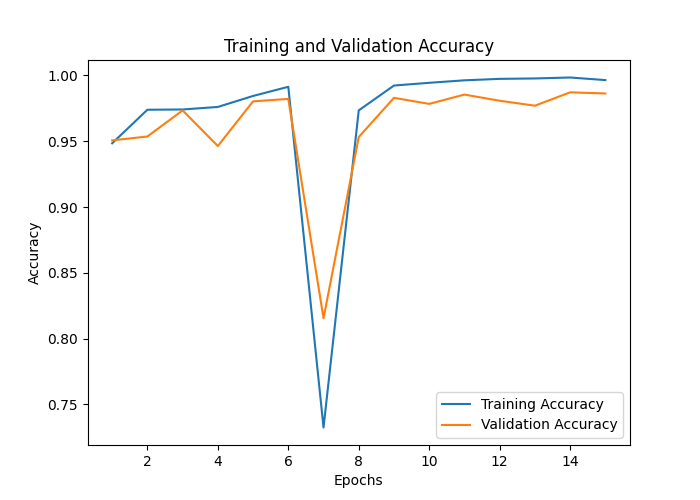 Training and Validation Accuracy
1.00
0.95
0.90
0.85
0.80
0.75
Accuracy
2 4 6 8 10 12 14
Epochs
Training Accuracy
Validation Accuracy